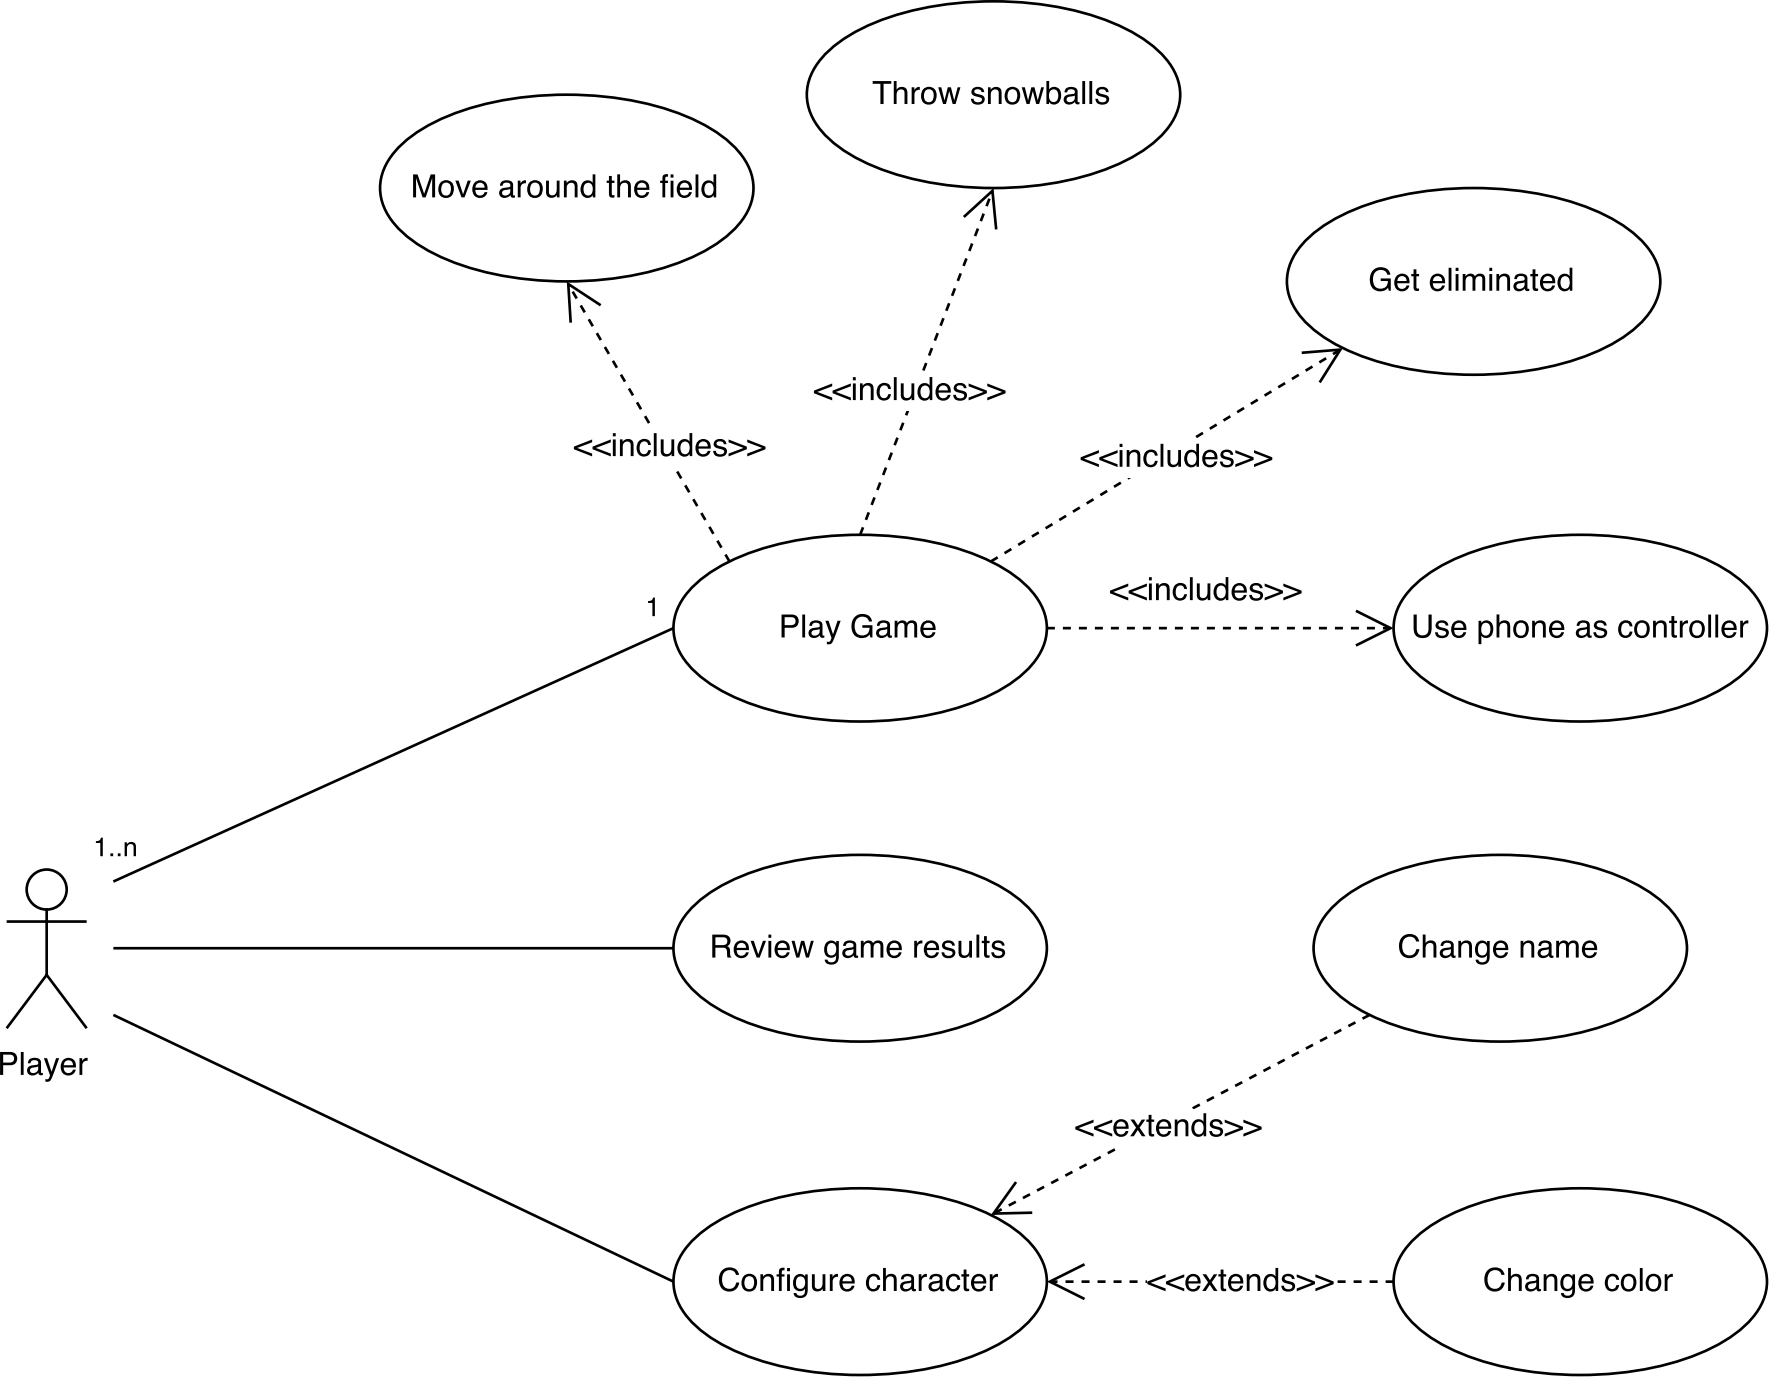 Throw snowballs
Move around the field
Get eliminated
<<includes>>
<<includes>>
<<includes>>
<<includes>>
1
Play Game
Use phone as controller
1..n
Review game results
Change name
Player
<<extends>>
Configure character
<<extends>>
Change color